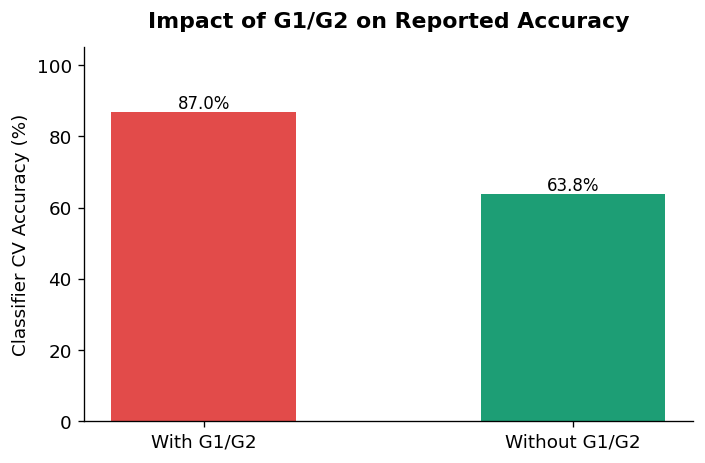 Impact of G1/G2 on Reported Accuracy
Classifier CV Accuracy (%)
100
80
60
40
20
0
87.0%
63.8%
With G1/G2
Without G1/G2